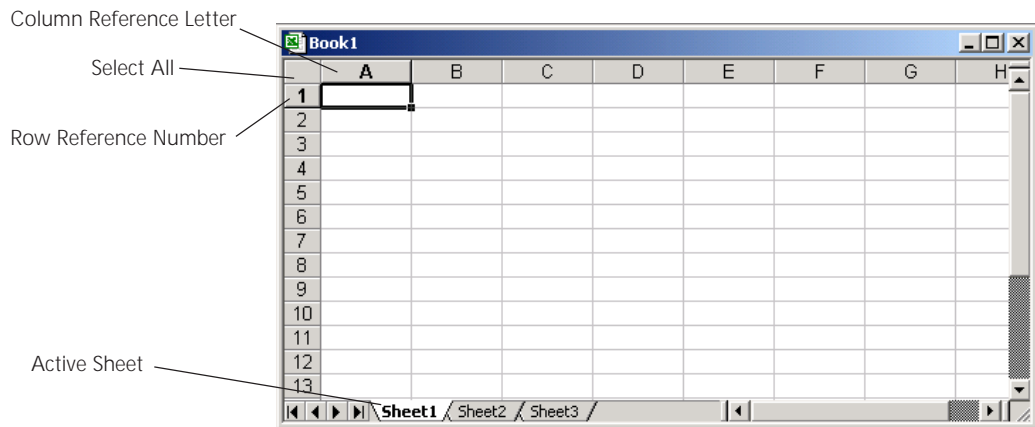 Column Reference Letter
Book1
Select All
A B C D E F G H
1
2
Row Reference Number
3
4
5
6
7
8
9
10
11
Active Sheet
12
13
Sheet1 Sheet2 Sheet3